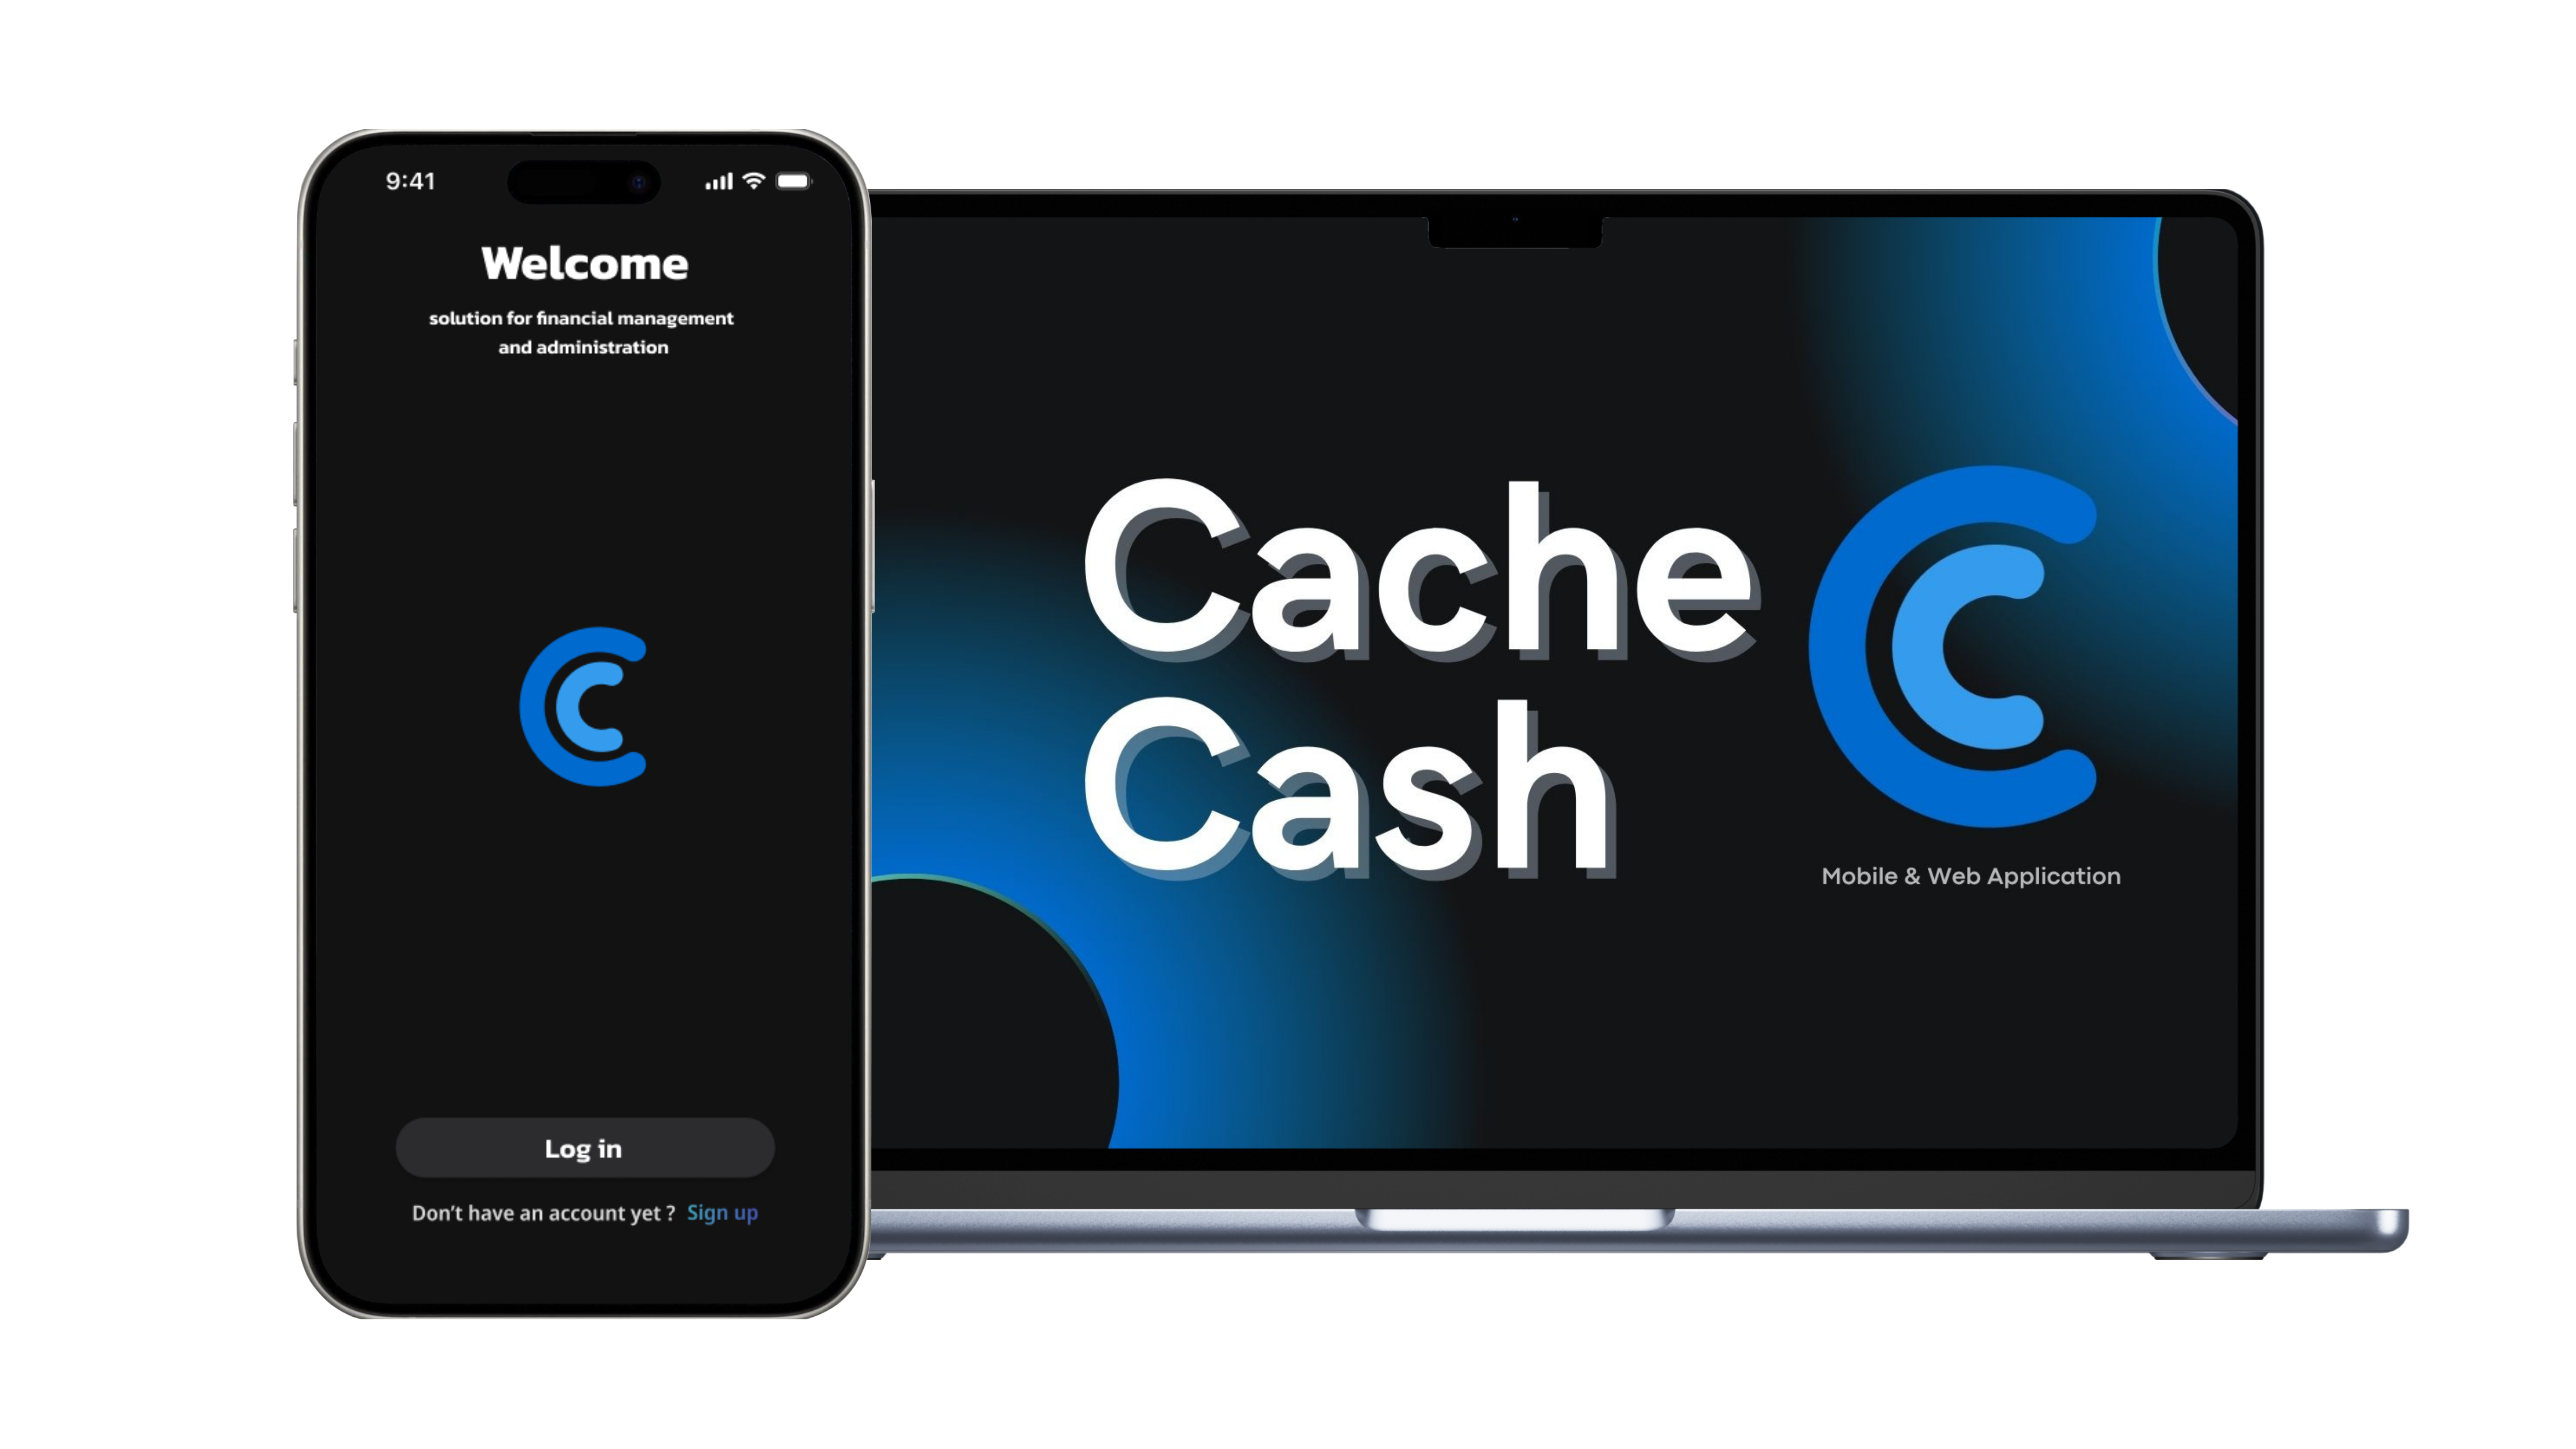 9:41
Welcome
solution for financial management
and administration
Log in
Don't have an account yet ? Sign up
Cache
Cash
Mobile & Web Application